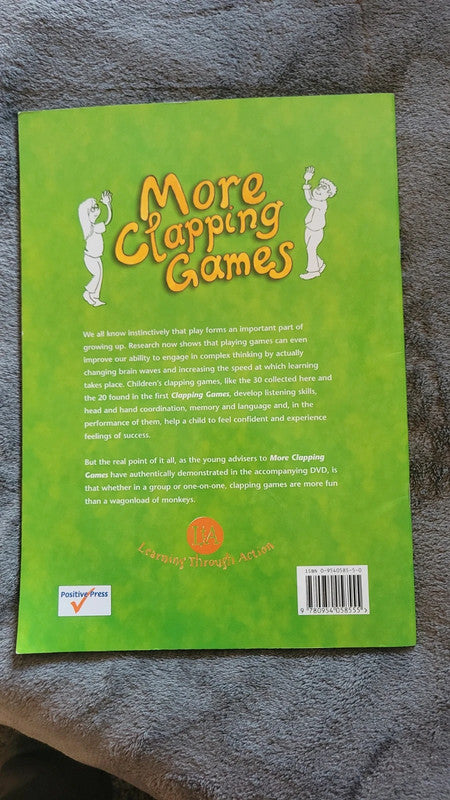 More
Clapping
Games
We all know instinctively that play forms an important part of
growing up. Research now shows that playing games can even
improve our ability to engage in complex thinking by actually
changing brain waves and increasing the speed at which learning
takes place. Children's clapping games, like the 30 collected here and
the 20 found in the first Clapping Games, develop listening skills,
head and hand coordination, memory and language and, in the
performance of them, help a child to feel confident and experience
feelings of success.
But the real point of it all, as the young advisers to More Clapping
Games have authentically demonstrated in the accompanying DVD, is
that whether in a group or one-on-one, clapping games are more fun
than a wagonload of monkeys.
LTA
Learning Through Action
Positive Press
ISBN 0-9540585-5-0
9 780954 058555 >